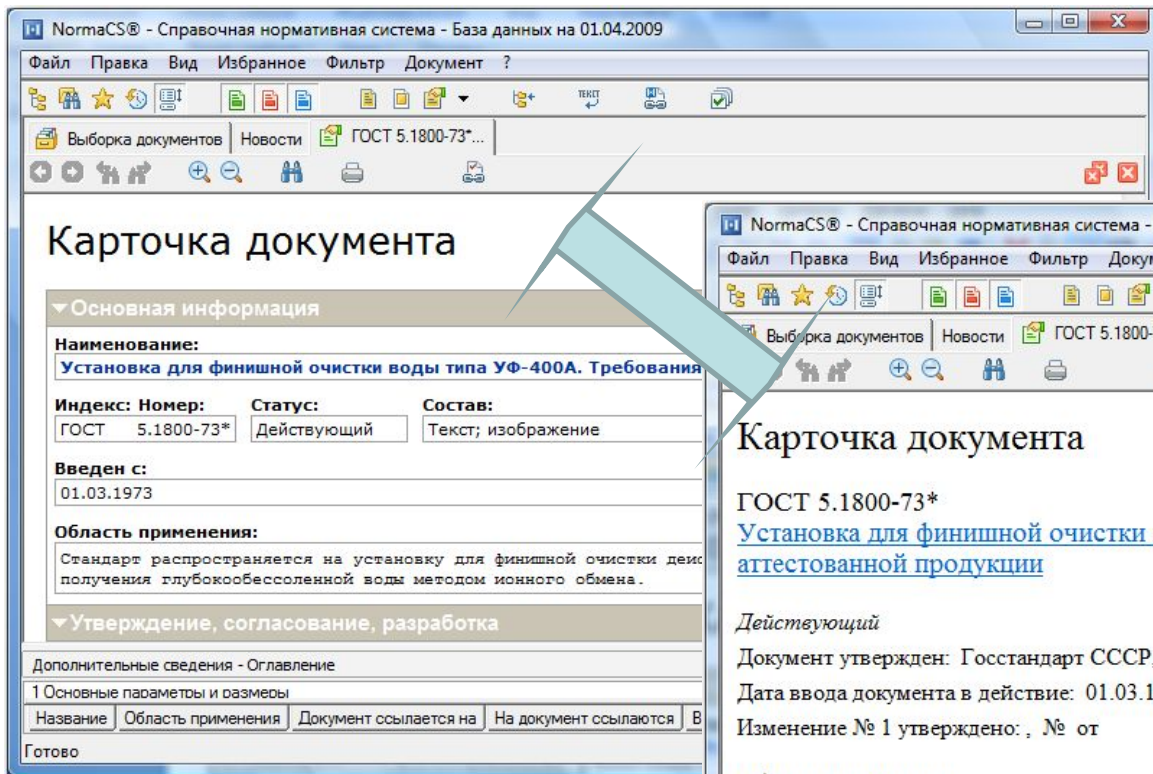 NormaCS® - Справочная нормативная система - База данных на 01.04.2009
Файл Правка Вид Избранное Фильтр Документ ?
ТЕКСТ
Выборка документов Новости ГОСТ 5.1800-73*...
Карточка документа
Основная информация
Наименование:
Установка для финишной очистки воды типа УФ-400А. Требования
Индекс: Номер: Статус: Состав:
ГОСТ 5.1800-73* Действующий Текст; изображение
Введен с:
01.03.1973
Область применения:
Стандарт распространяется на установку для финишной очистки
получения глубокообессоленной воды методом ионного обмена.
Утверждение, согласование, разработка
Дополнительные сведения - Оглавление
1 Основные параметры и размеры
Название Область применения Документ ссылается на На документ ссылаются В
Готово
NormaCS® - Справочная нормативная система -
Файл Правка Вид Избранное Фильтр
Выборка документов Новости ГОСТ 5.1800-
Карточка документа
ГОСТ 5.1800-73*
Установка для финишной очистки
аттестованной продукции
Действующий
Документ утвержден: Госстандарт СССР,
Дата ввода документа в действие: 01.03.1
Изменение № 1 утверждено: , № от